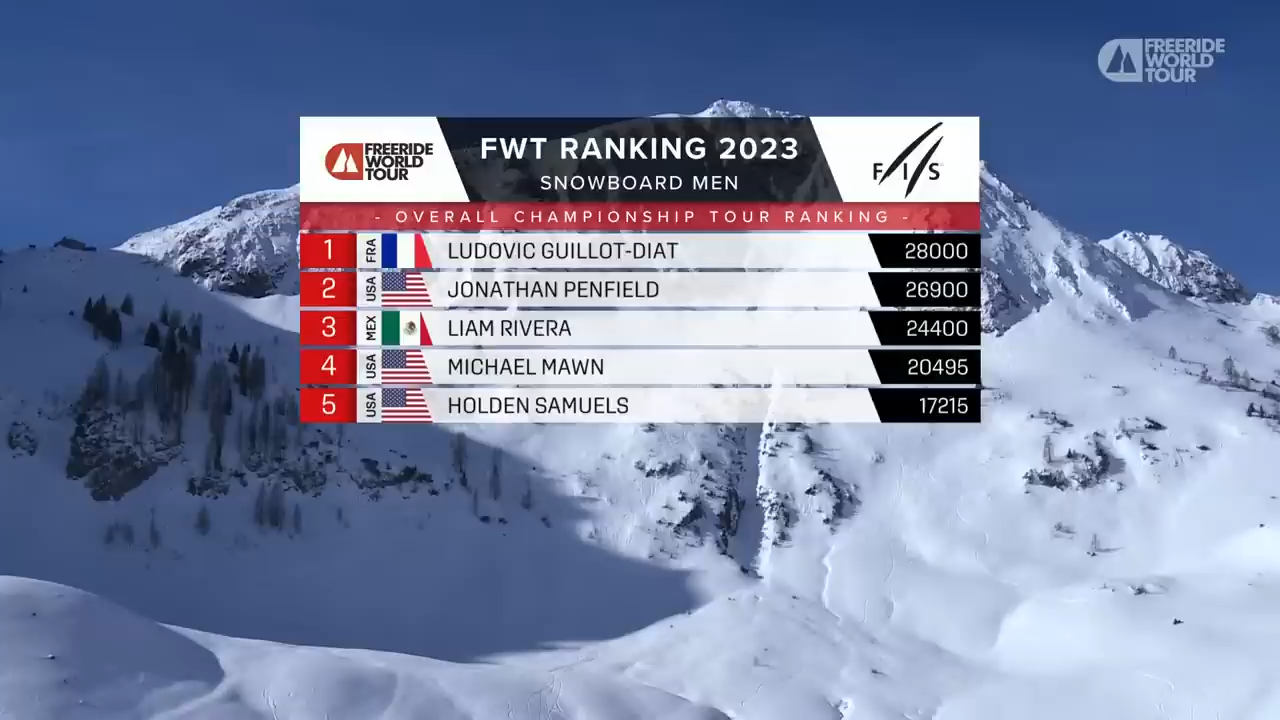 FREERIDE
WORLD
TOUR
FREERIDE
WORLD
TOUR
FWT RANKING 2023
SNOWBOARD MEN
FIS
- OVERALL CHAMPIONSHIP TOUR RANKING -
1 FRA LUDOVIC GUILLOT-DIAT 28000
2 USA JONATHAN PENFIELD 26900
3 MEX LIAM RIVERA 24400
4 USA MICHAEL MAWN 20495
5 USA HOLDEN SAMUELS 17215